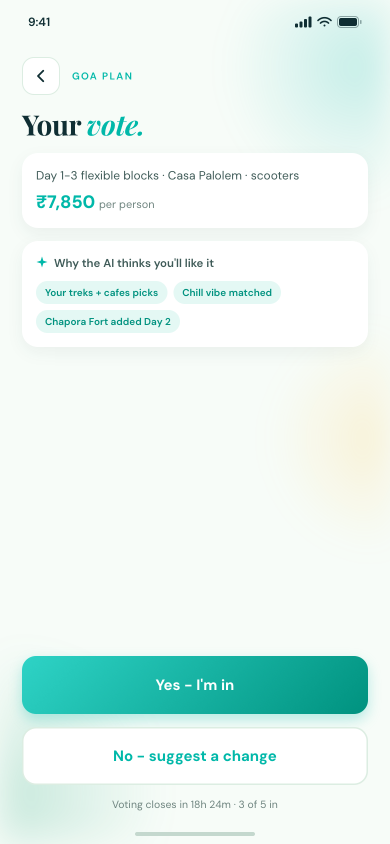 9:41
GOA PLAN
Your vote.
Day 1–3 flexible blocks · Casa Palolem · scooters
₹7,850 per person
Why the AI thinks you'll like it
Your treks + cafes picks
Chill vibe matched
Chapora Fort added Day 2
Yes – I'm in
No – suggest a change
Voting closes in 18h 24m · 3 of 5 in